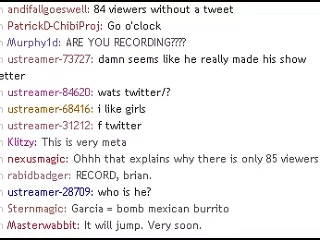 andifallgoeswell: 84 viewers without a tweet
PatrickD-ChibiProj: Go o'clock
Murphy1d: ARE YOU RECORDING????
ustreamer-73727: damn seems like he really made his show
etter
ustreamer-84620: wats twitter/?
ustreamer-68416: i like girls
ustreamer-31212: f twitter
Klitzy: This is very meta
nexusmagic: Ohhh that explains why there is only 85 viewers
rabidbadger: RECORD, brian.
ustreamer-28709: who is he?
Sternmagic: Garcia = bomb mexican burrito
Masterwabbit: It will jump. Very soon.